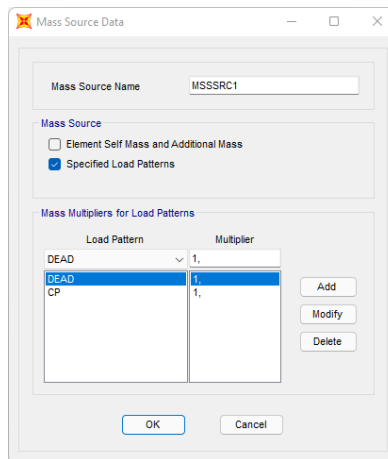 Mass Source Data
Mass Source Name MSSSRC1
Mass Source
Element Self Mass and Additional Mass
Specified Load Patterns
Mass Multipliers for Load Patterns
Load Pattern Multiplier
DEAD 1,
DEAD 1,
CP 1,
Add
Modify
Delete
OK Cancel